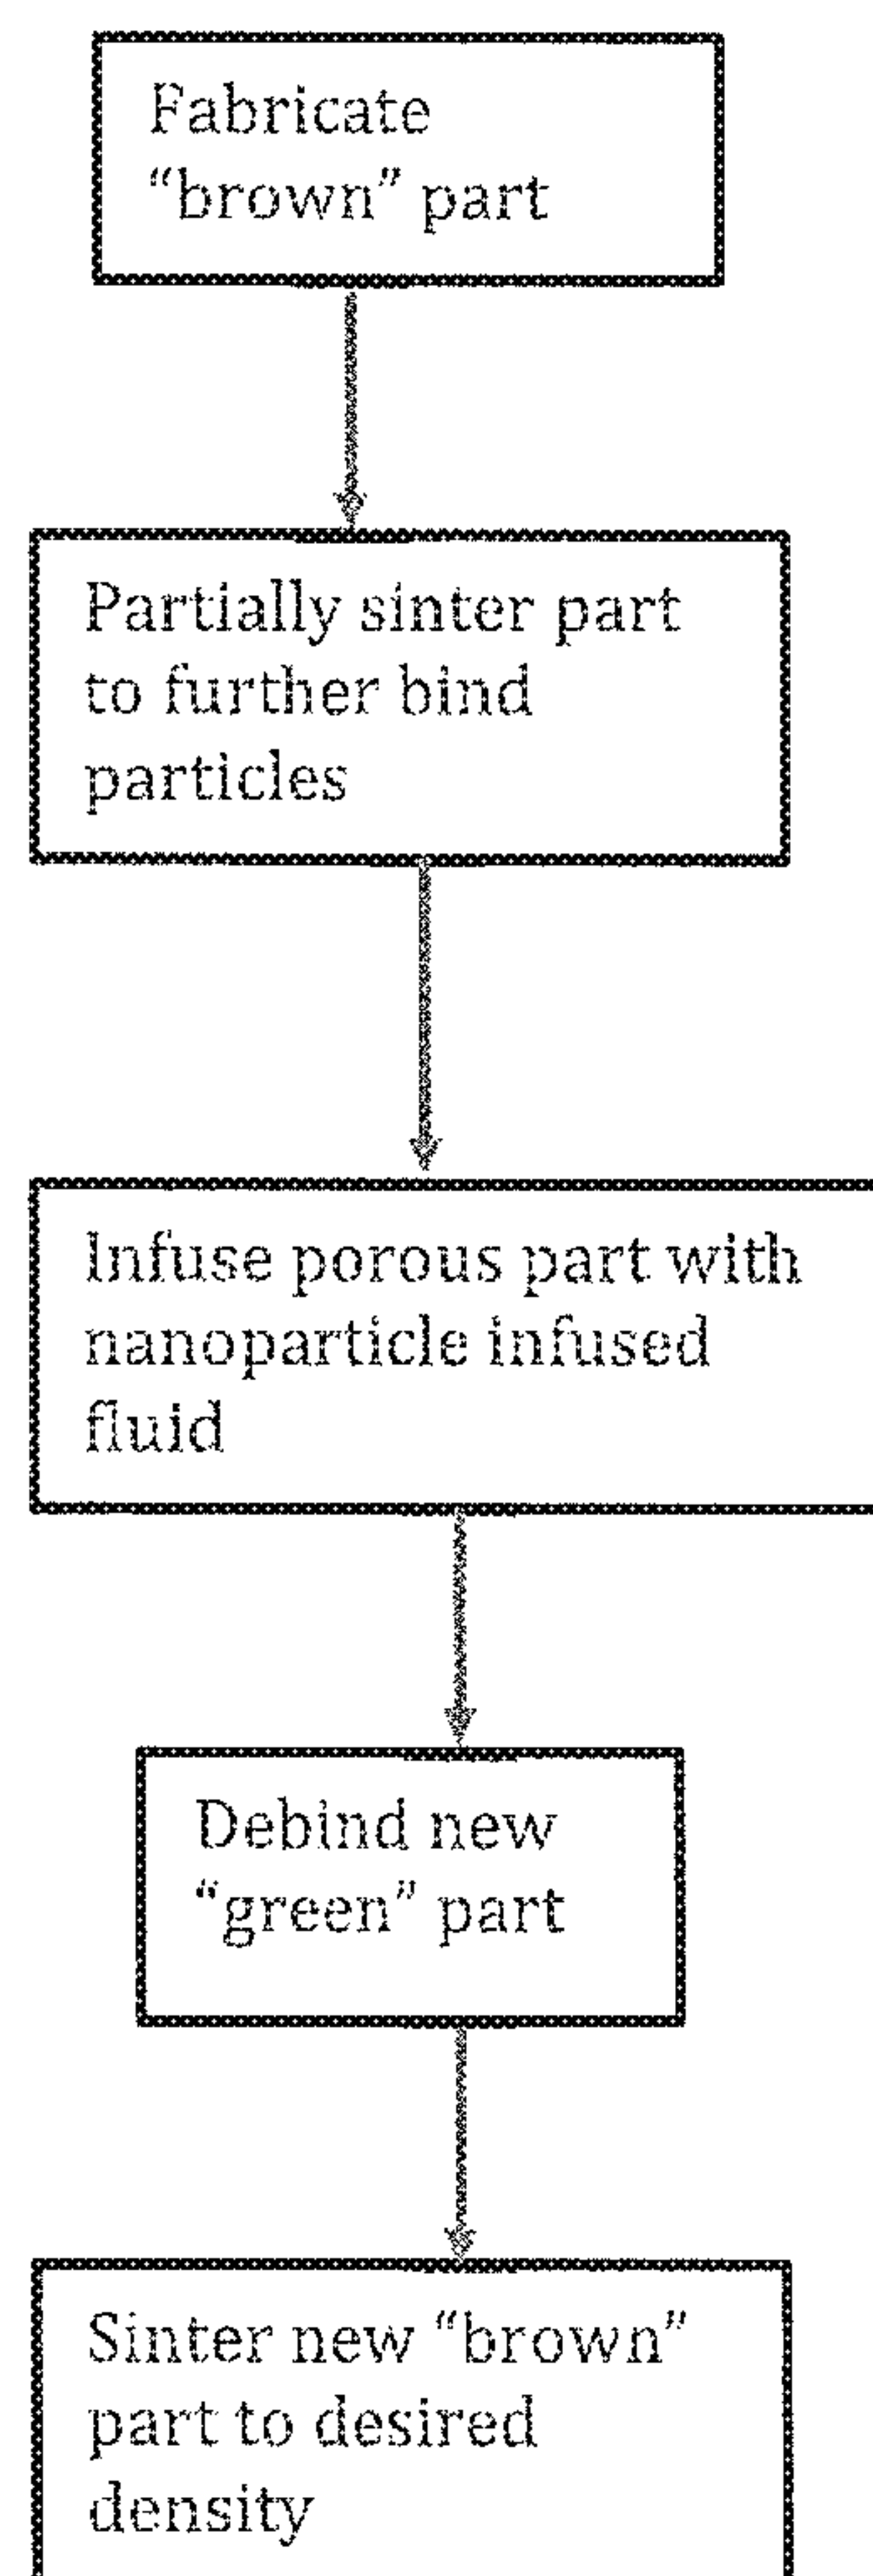 Fabricate
“brown” part
Partially sinter part
to further bind
particles
Infuse porous part with
nanoparticle infused
fluid
Debind new
“green” part
Sinter new “brown”
part to desired
density